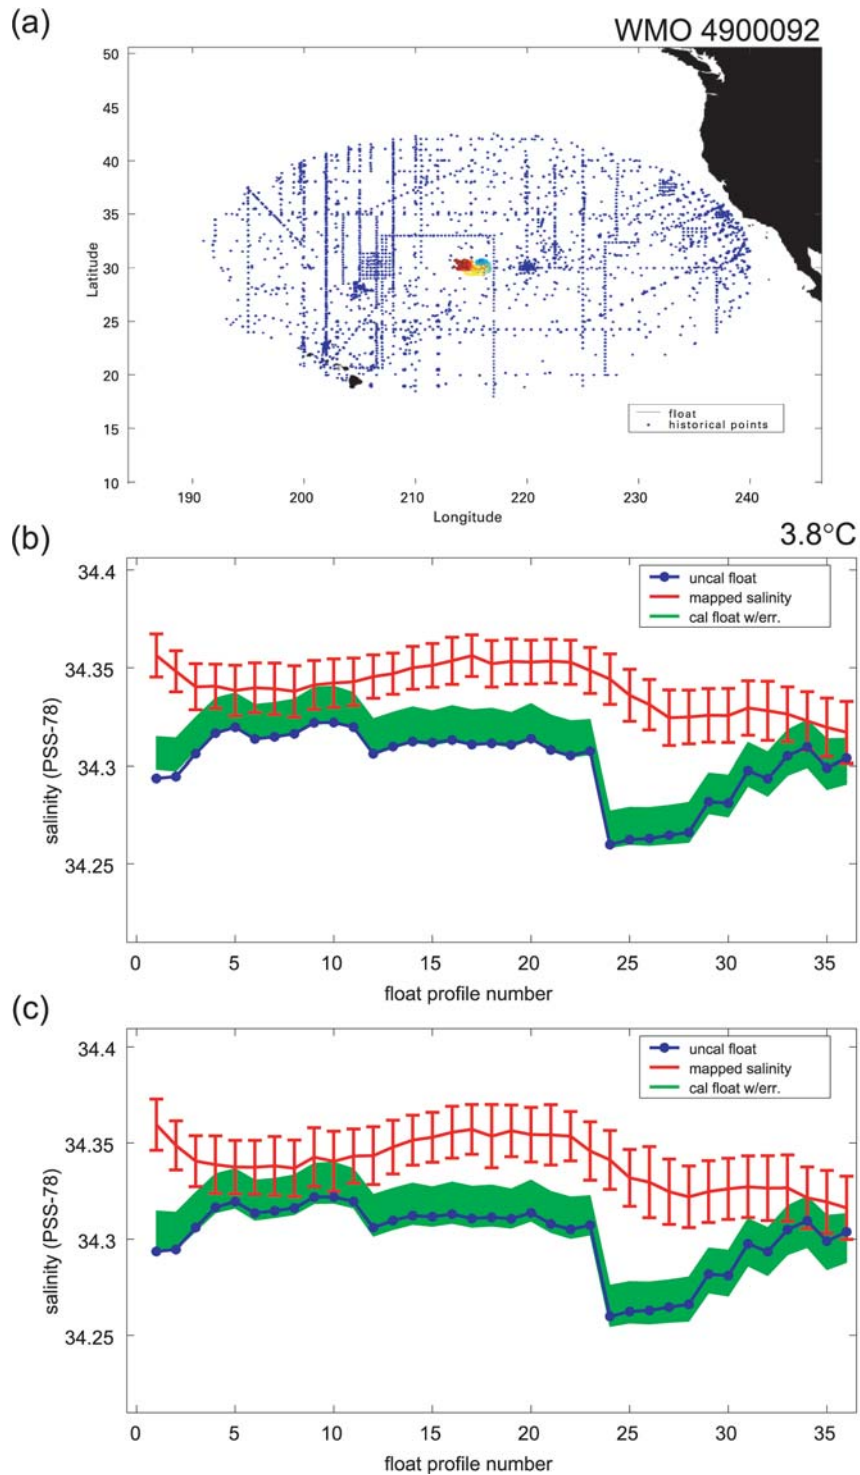 (a)
WMO 4900092
50
45
40
35
30
25
20
15
10
Latitude
float
historical points
190
200
210
220
230
240
Longitude
(b)
3.8°C
34.4
34.35
34.3
34.25
salinity (PSS-78)
uncal float
mapped salinity
cal float w/err.
0
5
10
15
20
25
30
35
float profile number
(c)
34.4
34.35
34.3
34.25
salinity (PSS-78)
uncal float
mapped salinity
cal float w/err.
0
5
10
15
20
25
30
35
float profile number